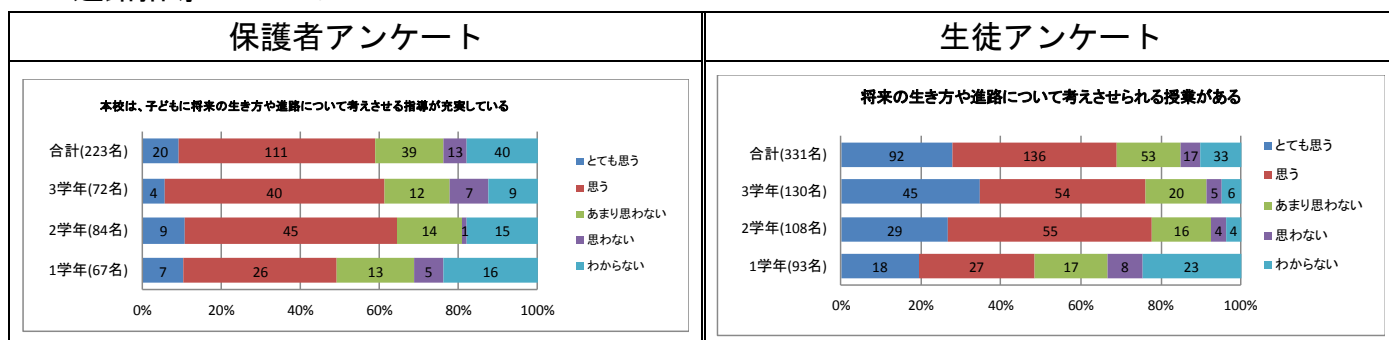 保護者アンケート
生徒アンケート
本校は、子どもに将来の生き方や進路について考えさせる指導が充実している
合計(223名) 20 111 39 13 40
3学年(72名) 4 40 12 7 9
2学年(84名) 9 45 14 1 15
1学年(67名) 7 26 13 5 16
0% 20% 40% 60% 80% 100%
とても思う
思う
あまり思わない
思わない
わからない
将来の生き方や進路について考えさせられる授業がある
合計(331名) 92 136 53 17 33
3学年(130名) 45 54 20 5 6
2学年(108名) 29 55 16 4 4
1学年(93名) 18 27 17 8 23
0% 20% 40% 60% 80% 100%
とても思う
思う
あまり思わない
思わない
わからない